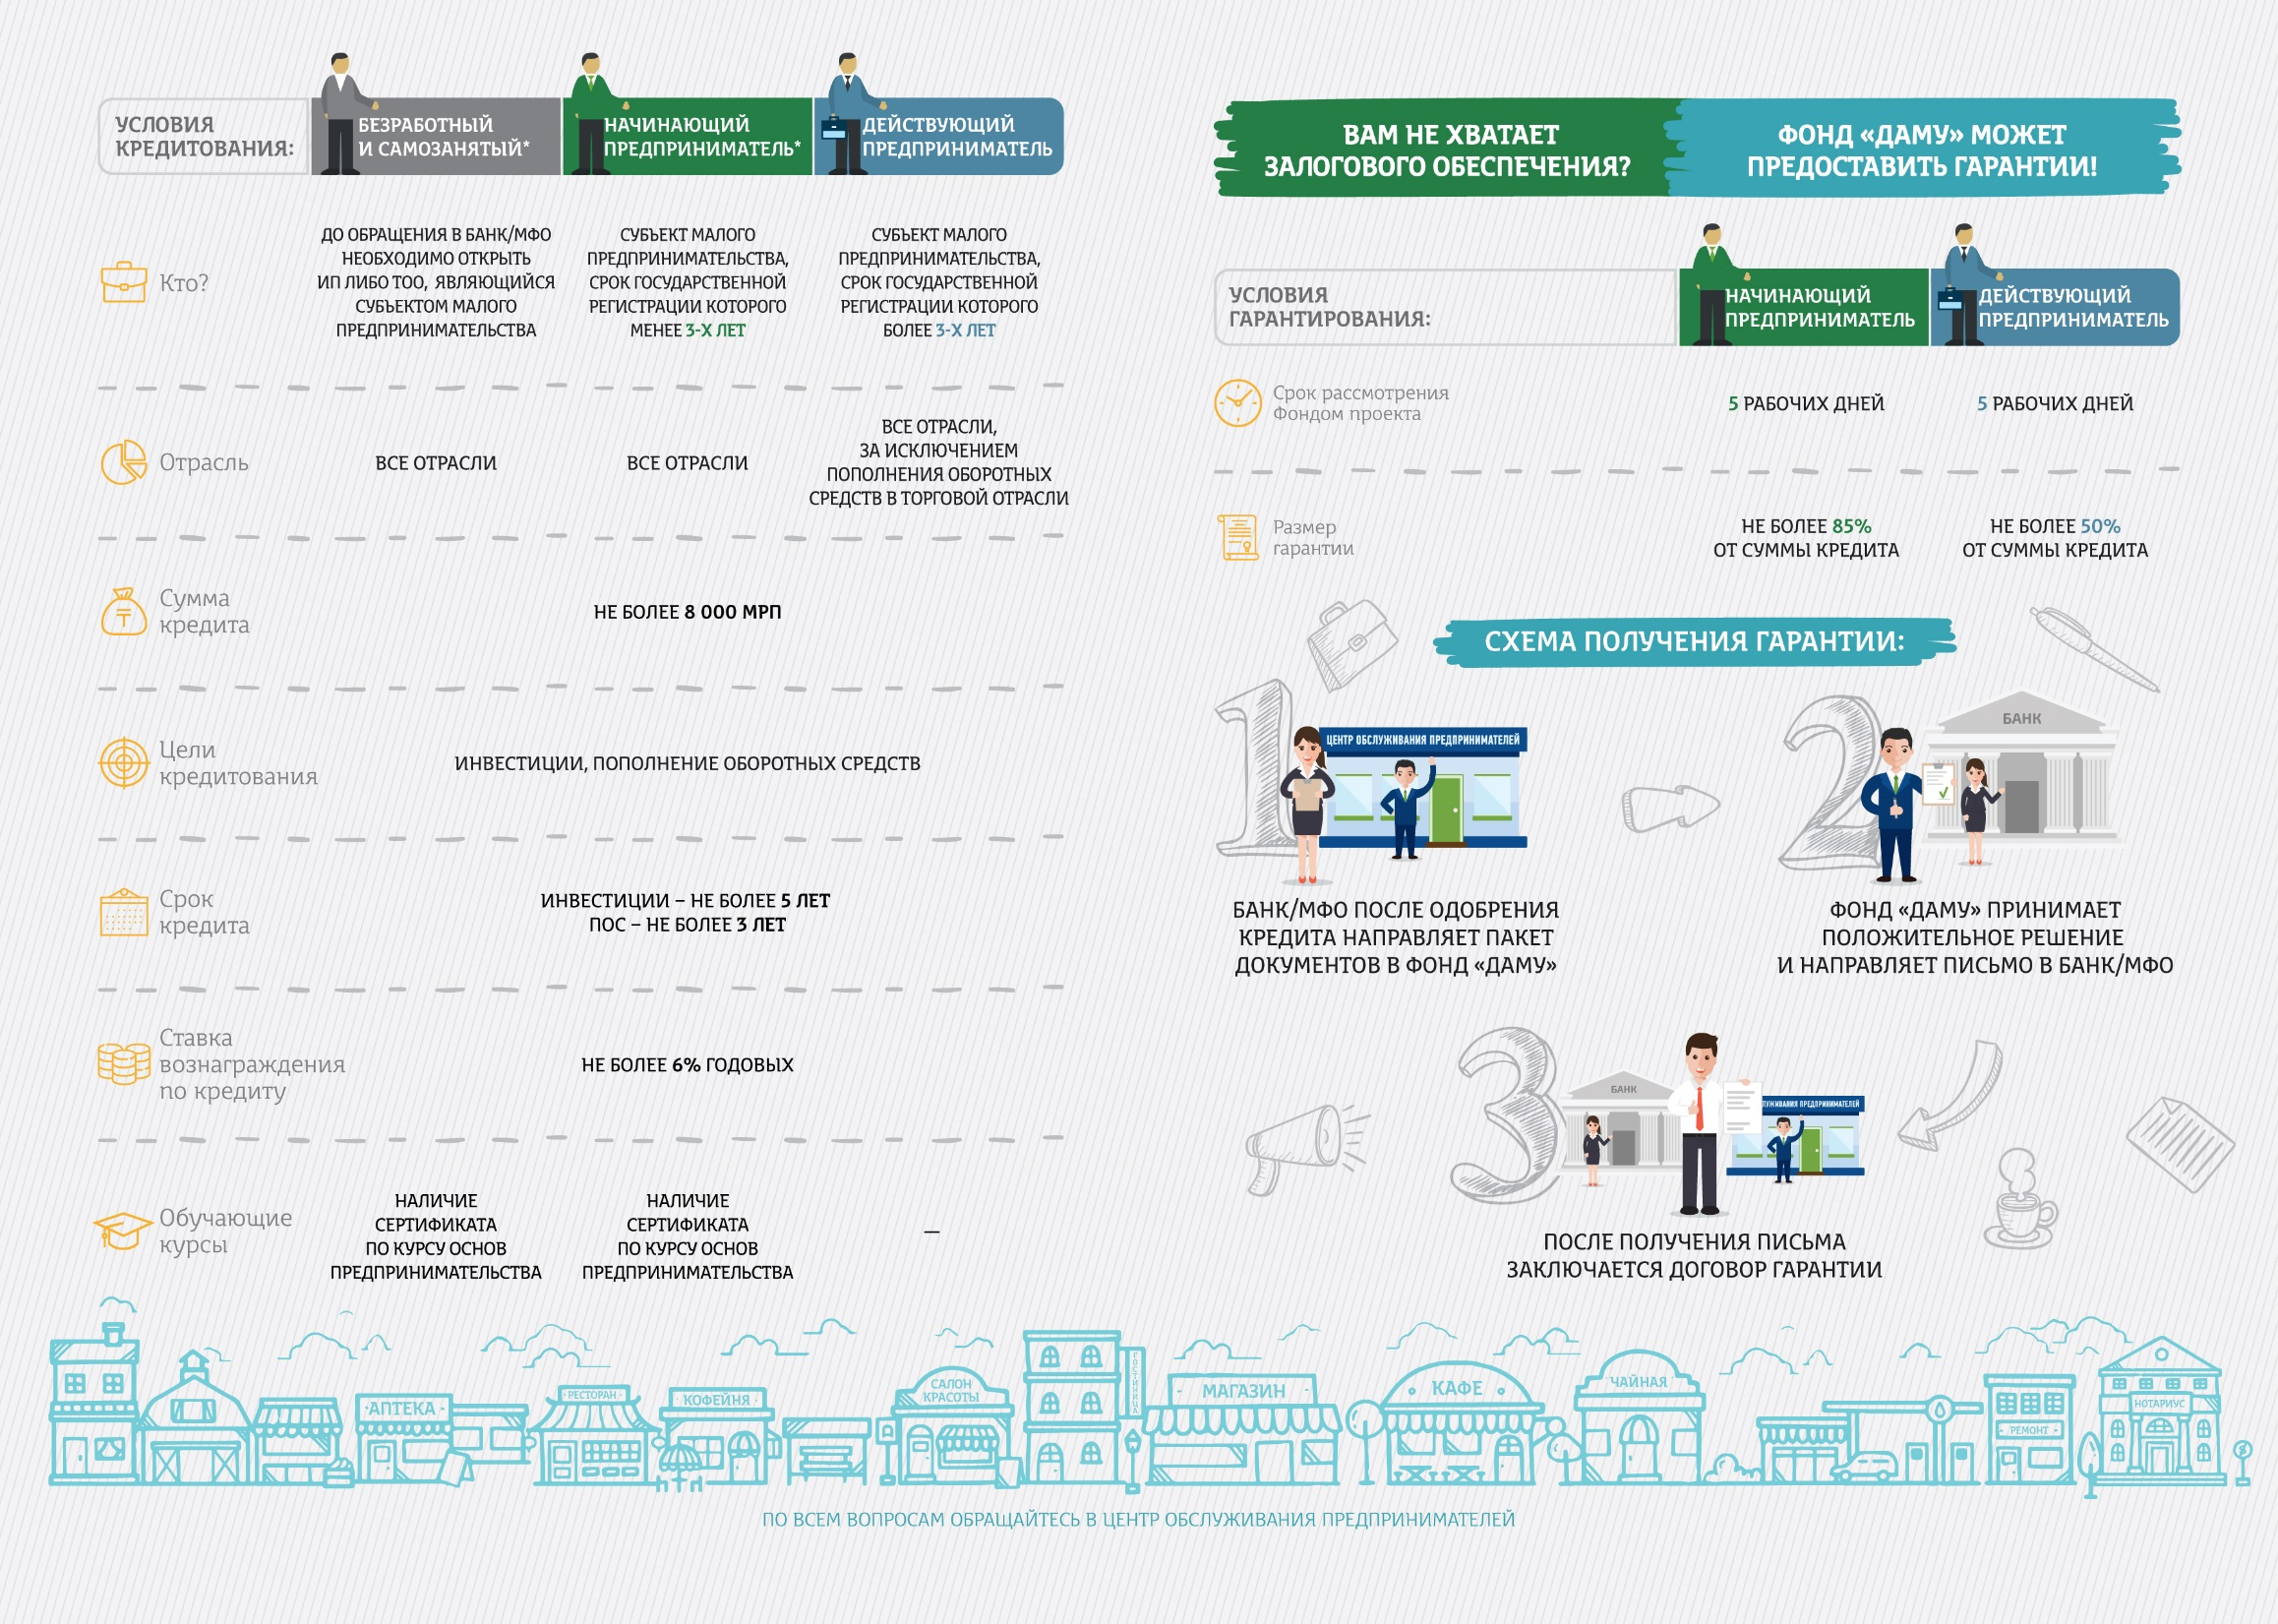 УСЛОВИЯ
КРЕДИТОВАНИЯ:
БЕЗРАБОТНЫЙ
И САМОЗАНЯТЫЙ*
НАЧИНАЮЩИЙ
ПРЕДПРИНИМАТЕЛЬ*
ДЕЙСТВУЮЩИЙ
ПРЕДПРИНИМАТЕЛЬ
Кто?
ДО ОБРАЩЕНИЯ В БАНК/МФО
НЕОБХОДИМО ОТКРЫТЬ
ИП ЛИБО ТОО, ЯВЛЯЮЩИЙСЯ
СУБЪЕКТОМ МАЛОГО
ПРЕДПРИНИМАТЕЛЬСТВА
СУБЪЕКТ МАЛОГО
ПРЕДПРИНИМАТЕЛЬСТВА,
СРОК ГОСУДАРСТВЕННОЙ
РЕГИСТРАЦИИ КОТОРОГО
МЕНЕЕ 3-Х ЛЕТ
СУБЪЕКТ МАЛОГО
ПРЕДПРИНИМАТЕЛЬСТВА,
СРОК ГОСУДАРСТВЕННОЙ
РЕГИСТРАЦИИ КОТОРОГО
БОЛЕЕ 3-Х ЛЕТ
Отрасль
ВСЕ ОТРАСЛИ
ВСЕ ОТРАСЛИ
ВСЕ ОТРАСЛИ,
ЗА ИСКЛЮЧЕНИЕМ
ПОПОЛНЕНИЯ ОБОРОТНЫХ
СРЕДСТВ В ТОРГОВОЙ ОТРАСЛИ
Сумма
кредита
НЕ БОЛЕЕ 8 000 МРП
Цели
кредитования
ИНВЕСТИЦИИ, ПОПОЛНЕНИЕ ОБОРОТНЫХ СРЕДСТВ
Срок
кредита
ИНВЕСТИЦИИ – НЕ БОЛЕЕ 5 ЛЕТ
ПОС – НЕ БОЛЕЕ 3 ЛЕТ
Ставка
вознаграждения
по кредиту
НЕ БОЛЕЕ 6% ГОДОВЫХ
Обучающие
курсы
НАЛИЧИЕ
СЕРТИФИКАТА
ПО КУРСУ ОСНОВ
ПРЕДПРИНИМАТЕЛЬСТВА
НАЛИЧИЕ
СЕРТИФИКАТА
ПО КУРСУ ОСНОВ
ПРЕДПРИНИМАТЕЛЬСТВА
–
ВАМ НЕ ХВАТАЕТ
ЗАЛОГОВОГО ОБЕСПЕЧЕНИЯ?
ФОНД «ДАМУ» МОЖЕТ
ПРЕДОСТАВИТЬ ГАРАНТИИ!
УСЛОВИЯ
ГАРАНТИРОВАНИЯ:
НАЧИНАЮЩИЙ
ПРЕДПРИНИМАТЕЛЬ
ДЕЙСТВУЮЩИЙ
ПРЕДПРИНИМАТЕЛЬ
Срок рассмотрения
Фондом проекта
5 РАБОЧИХ ДНЕЙ
5 РАБОЧИХ ДНЕЙ
Размер
гарантии
НЕ БОЛЕЕ 85%
ОТ СУММЫ КРЕДИТА
НЕ БОЛЕЕ 50%
ОТ СУММЫ КРЕДИТА
СХЕМА ПОЛУЧЕНИЯ ГАРАНТИИ:
1
ЦЕНТР ОБСЛУЖИВАНИЯ ПРЕДПРИНИМАТЕЛЕЙ
БАНК/МФО ПОСЛЕ ОДОБРЕНИЯ
КРЕДИТА НАПРАВЛЯЕТ ПАКЕТ
ДОКУМЕНТОВ В ФОНД «ДАМУ»
2
БАНК
ФОНД «ДАМУ» ПРИНИМАЕТ
ПОЛОЖИТЕЛЬНОЕ РЕШЕНИЕ
И НАПРАВЛЯЕТ ПИСЬМО В БАНК/МФО
3
БАНК
ЛУЖИВАНИЯ ПРЕДПРИНИМАТЕЛЕЙ
ПОСЛЕ ПОЛУЧЕНИЯ ПИСЬМА
ЗАКЛЮЧАЕТСЯ ДОГОВОР ГАРАНТИИ
АПТЕКА
РЕСТОРАН
КОФЕЙНЯ
САЛОН
КРАСОТЫ
ГОСТИНИЦА
МАГАЗИН
КАФЕ
ЧАЙНАЯ
РЕМОНТ
НОТАРИУС
ПО ВСЕМ ВОПРОСАМ ОБРАЩАЙТЕСЬ В ЦЕНТР ОБСЛУЖИВАНИЯ ПРЕДПРИНИМАТЕЛЕЙ